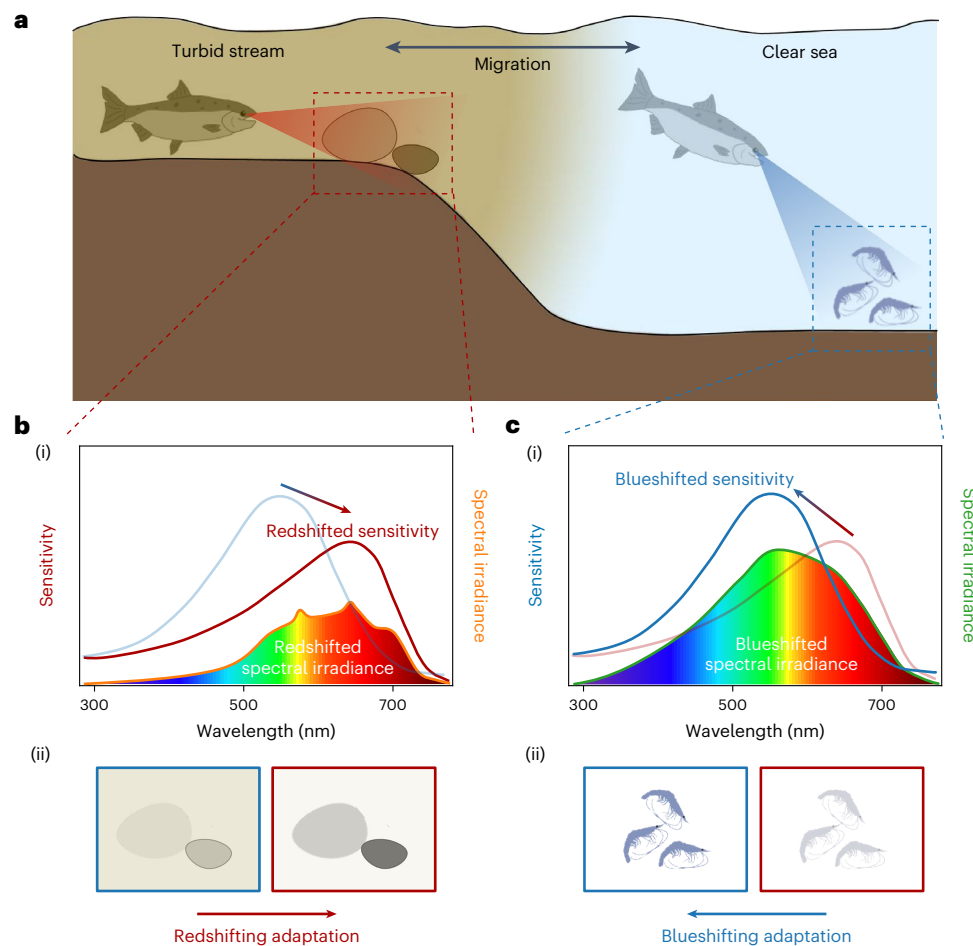 a
Turbid stream
Migration
Clear sea
b
(i)
Sensitivity
Redshifted sensitivity
Redshifted
spectral irradiance
Spectral irradiance
300
500
700
Wavelength (nm)
(ii)
Redshifting adaptation
c
(i)
Sensitivity
Blueshifted sensitivity
Blueshifted
spectral irradiance
Spectral irradiance
300
500
700
Wavelength (nm)
(ii)
Blueshifting adaptation